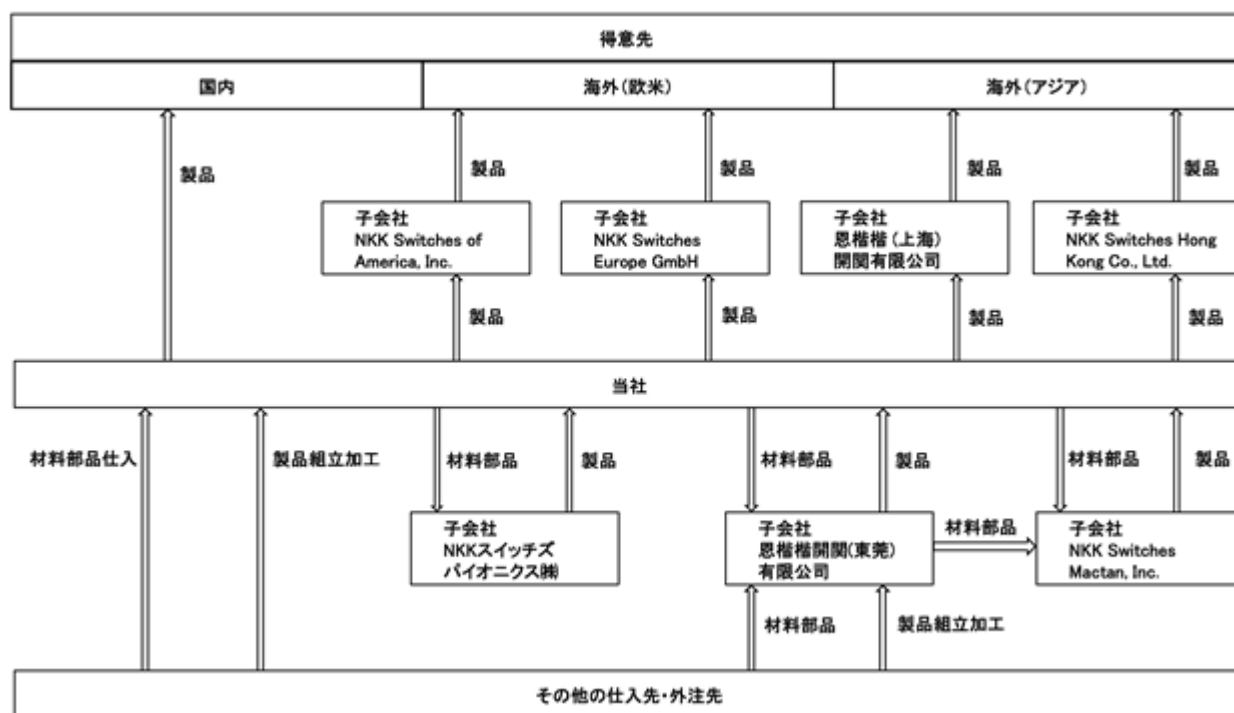 得意先
国内
海外(欧米)
海外(アジア)
製品
製品
製品
製品
製品
子会社
NKK Switches of
America, Inc.
子会社
NKK Switches
Europe GmbH
子会社
恩楷楷(上海)
開関有限公司
子会社
NKK Switches Hong
Kong Co., Ltd.
製品
製品
製品
製品
当社
材料部品仕入
製品組立加工
材料部品
製品
材料部品
製品
材料部品
製品
子会社
NKKスイッチズ
パイオニクス㈱
子会社
恩楷楷開関(東莞)
有限公司
材料部品
子会社
NKK Switches
Mactan, Inc.
材料部品
製品組立加工
その他の仕入先・外注先